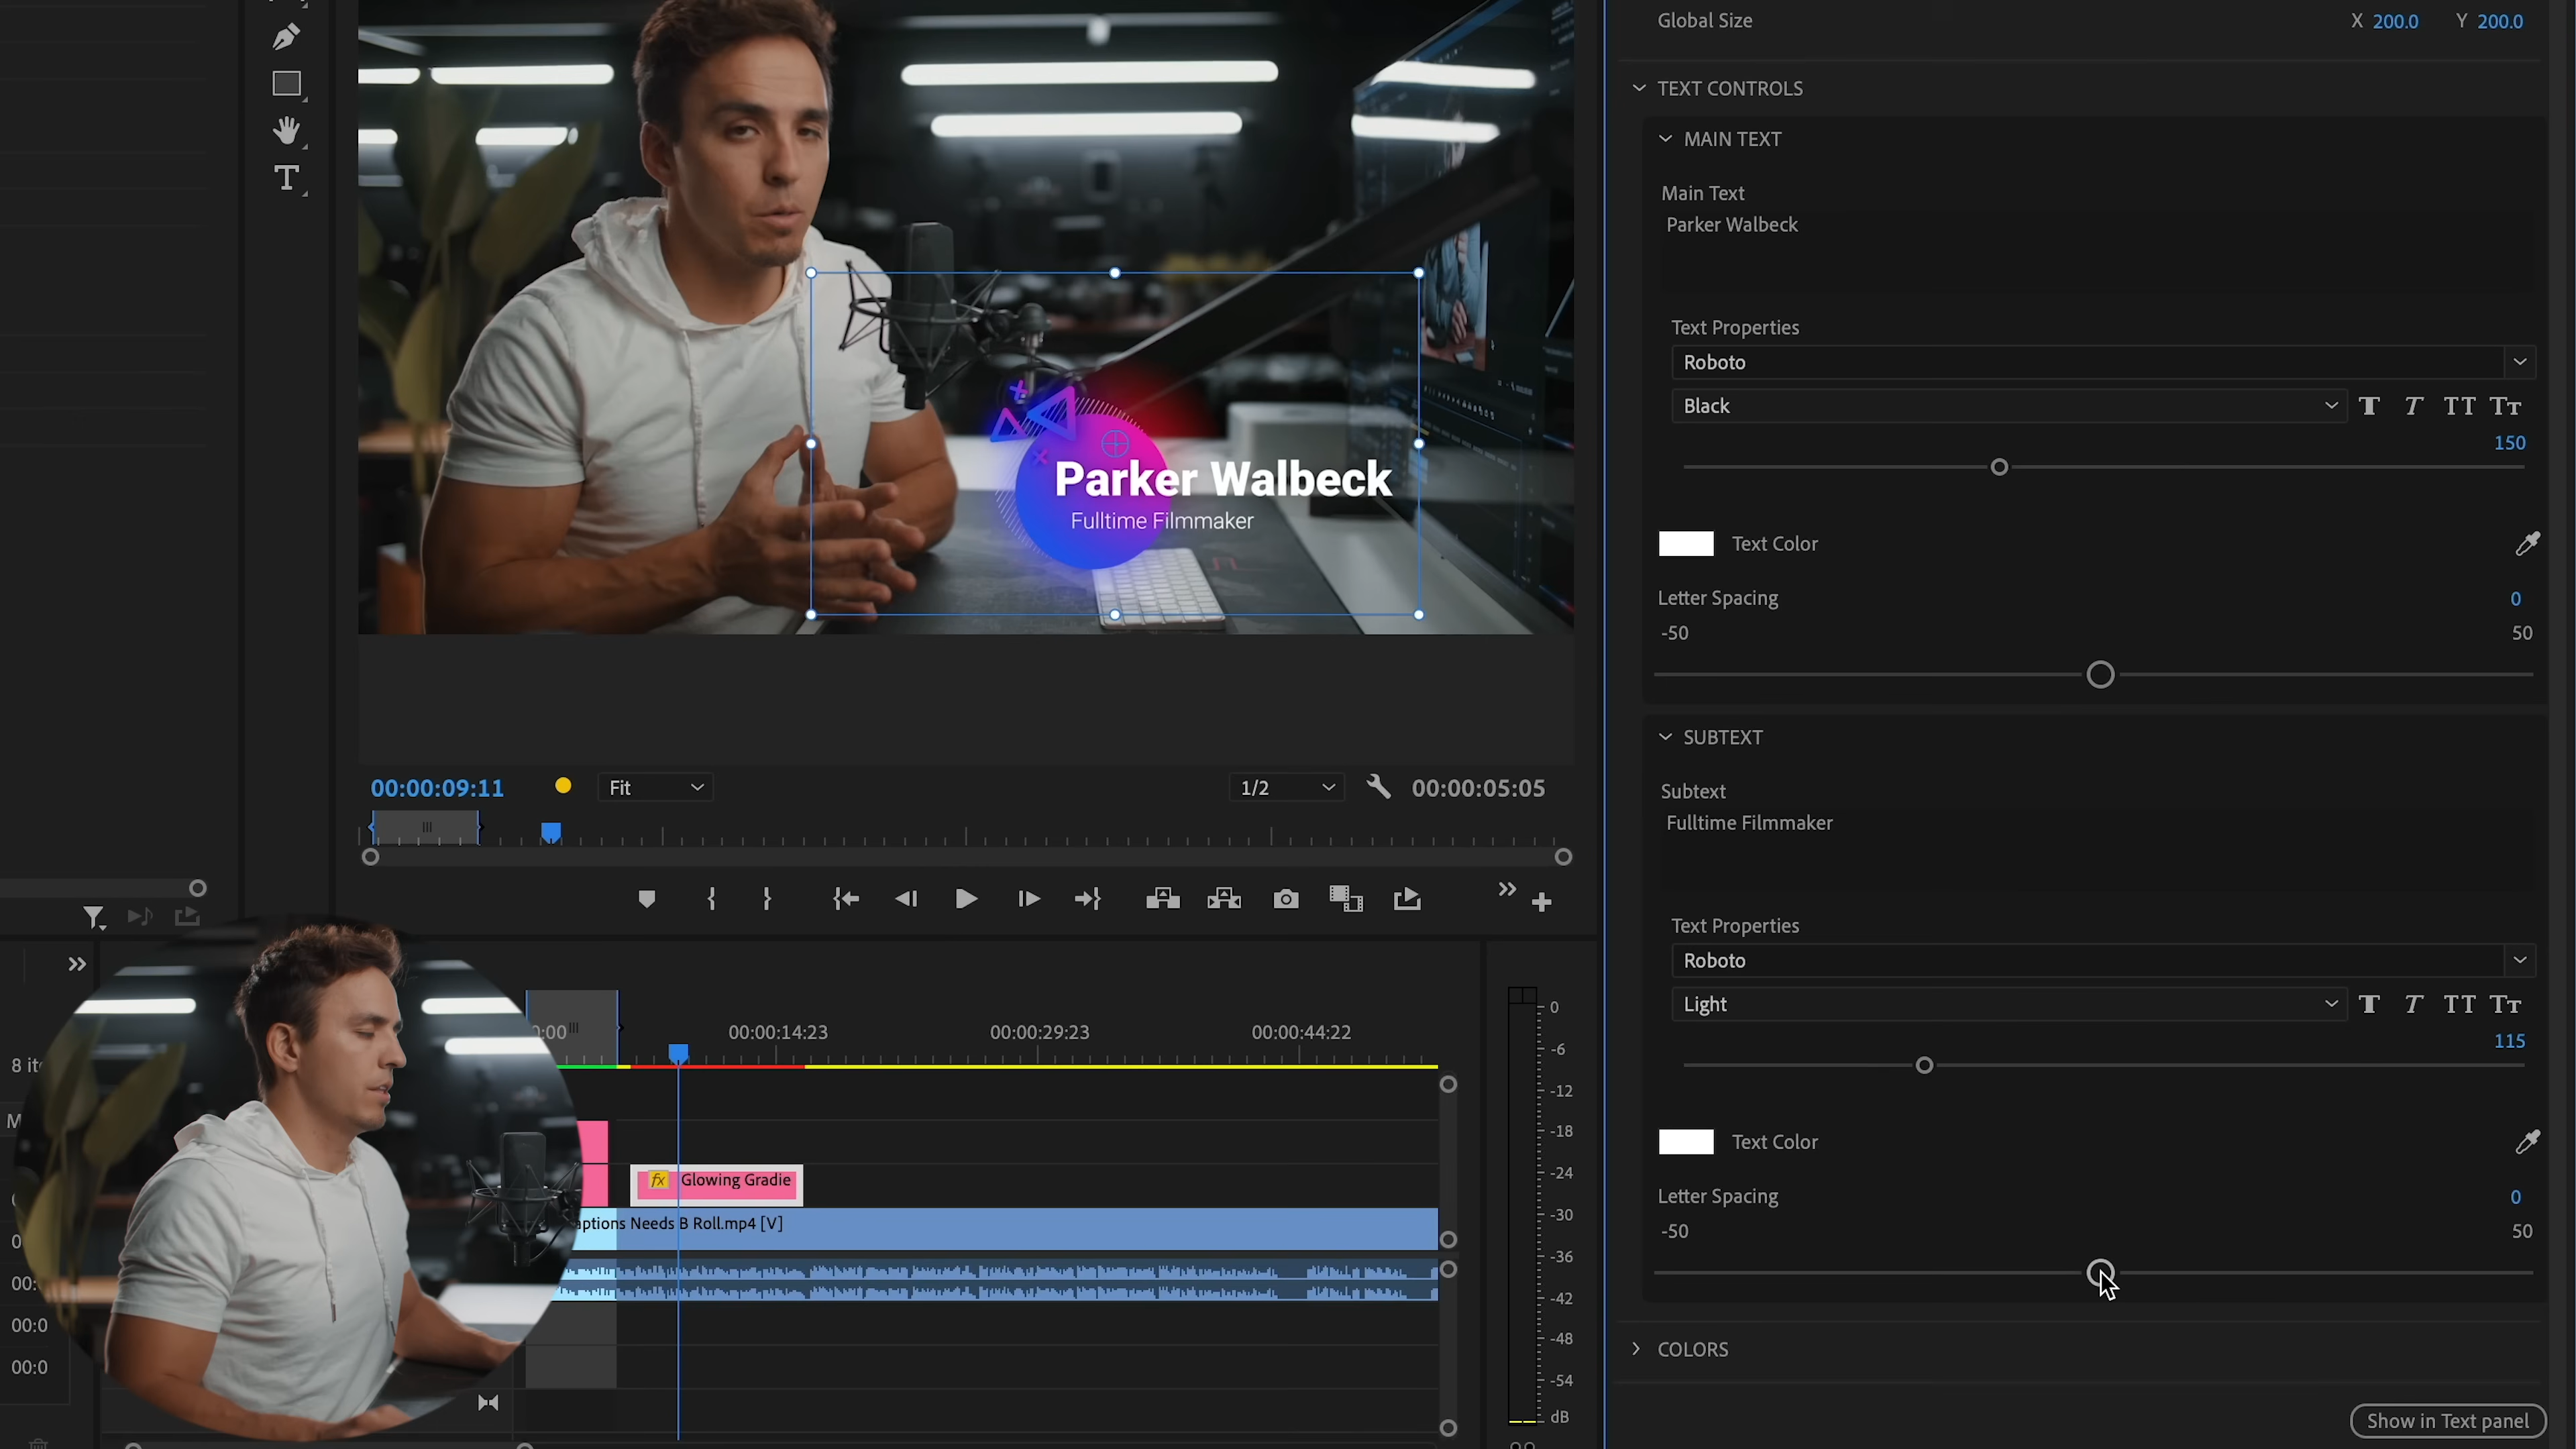 Global Size
X 200.0 Y 200.0
TEXT CONTROLS
MAIN TEXT
Main Text
Parker Walbeck
Text Properties
Roboto
Black
150
Text Color
Letter Spacing
0
-50
50
SUBTEXT
Subtext
Fulltime Filmmaker
Text Properties
Roboto
Light
115
Text Color
Letter Spacing
0
-50
50
COLORS
Show in Text panel
Parker Walbeck
Fulltime Filmmaker
00:00:09:11
Fit
1/2
00:00:05:05
00:00:14:23
00:00:29:23
00:00:44:22
fx Glowing Gradie
Needs B Roll.mp4 [V]
0
-6
-12
-18
-24
-30
-36
-42
-48
-54
dB